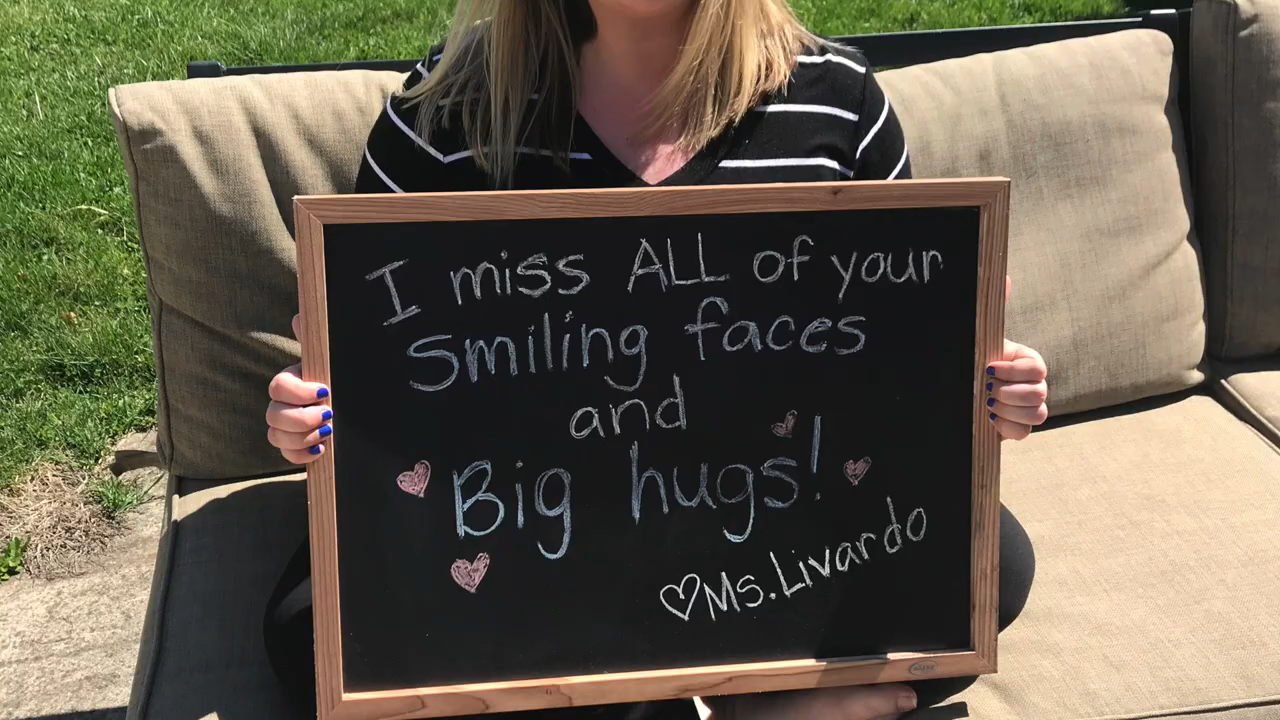 I miss ALL of your
Smiling faces
and
Big hugs!
♡Ms. Livardo